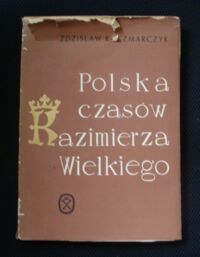 ZDZISŁAW KACZMARCZYK
Polska
czasów
Kazimierza
Wielkiego